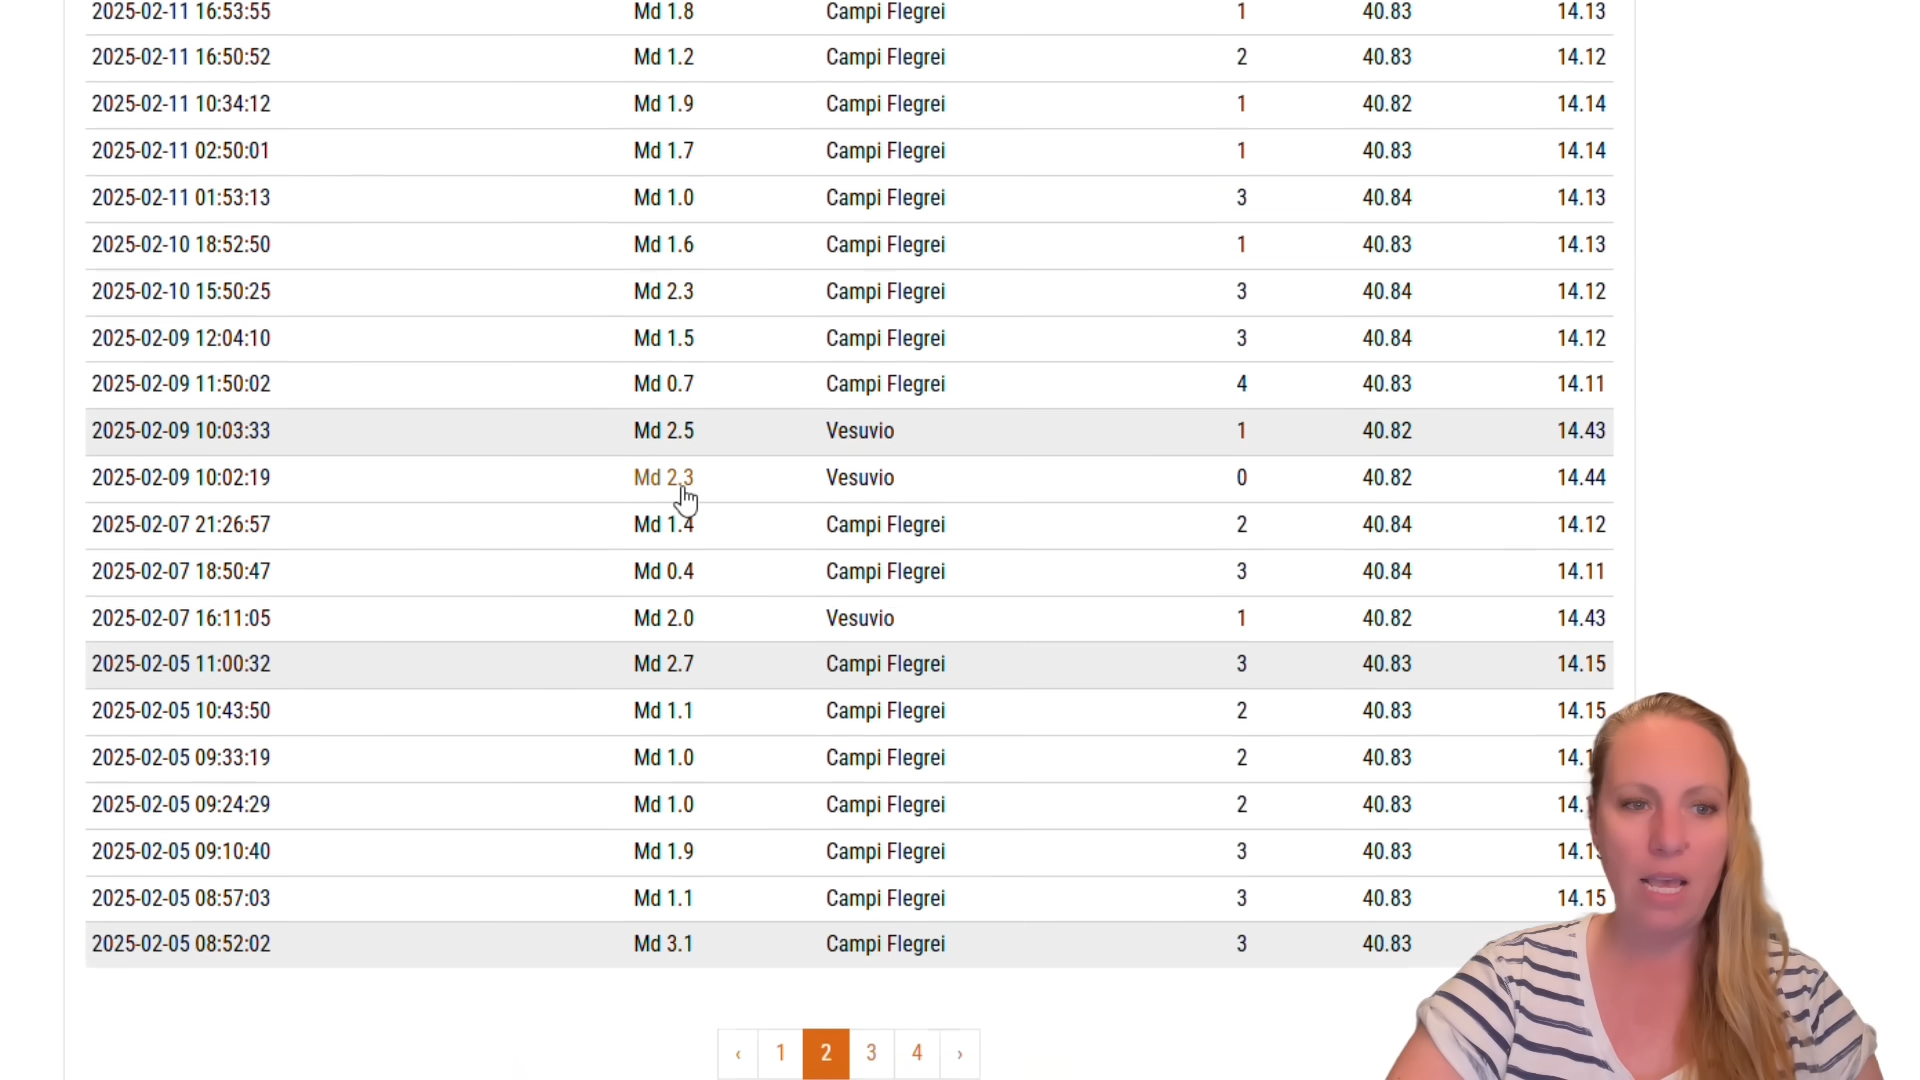 2025-02-11 16:53:55 Md 1.8 Campi Flegrei 1 40.83 14.13
2025-02-11 16:50:52 Md 1.2 Campi Flegrei 2 40.83 14.12
2025-02-11 10:34:12 Md 1.9 Campi Flegrei 1 40.82 14.14
2025-02-11 02:50:01 Md 1.7 Campi Flegrei 1 40.83 14.14
2025-02-11 01:53:13 Md 1.0 Campi Flegrei 3 40.84 14.13
2025-02-10 18:52:50 Md 1.6 Campi Flegrei 1 40.83 14.13
2025-02-10 15:50:25 Md 2.3 Campi Flegrei 3 40.84 14.12
2025-02-09 12:04:10 Md 1.5 Campi Flegrei 3 40.84 14.12
2025-02-09 11:50:02 Md 0.7 Campi Flegrei 4 40.83 14.11
2025-02-09 10:03:33 Md 2.5 Vesuvio 1 40.82 14.43
2025-02-09 10:02:19 Md 2.3 Vesuvio 0 40.82 14.44
2025-02-07 21:26:57 Md 1.4 Campi Flegrei 2 40.84 14.12
2025-02-07 18:50:47 Md 0.4 Campi Flegrei 3 40.84 14.11
2025-02-07 16:11:05 Md 2.0 Vesuvio 1 40.82 14.43
2025-02-05 11:00:32 Md 2.7 Campi Flegrei 3 40.83 14.15
2025-02-05 10:43:50 Md 1.1 Campi Flegrei 2 40.83 14.15
2025-02-05 09:33:19 Md 1.0 Campi Flegrei 2 40.83
2025-02-05 09:24:29 Md 1.0 Campi Flegrei 2 40.83
2025-02-05 09:10:40 Md 1.9 Campi Flegrei 3 40.83
2025-02-05 08:57:03 Md 1.1 Campi Flegrei 3 40.83 14.15
2025-02-05 08:52:02 Md 3.1 Campi Flegrei 3 40.83
‹ 1 2 3 4 ›